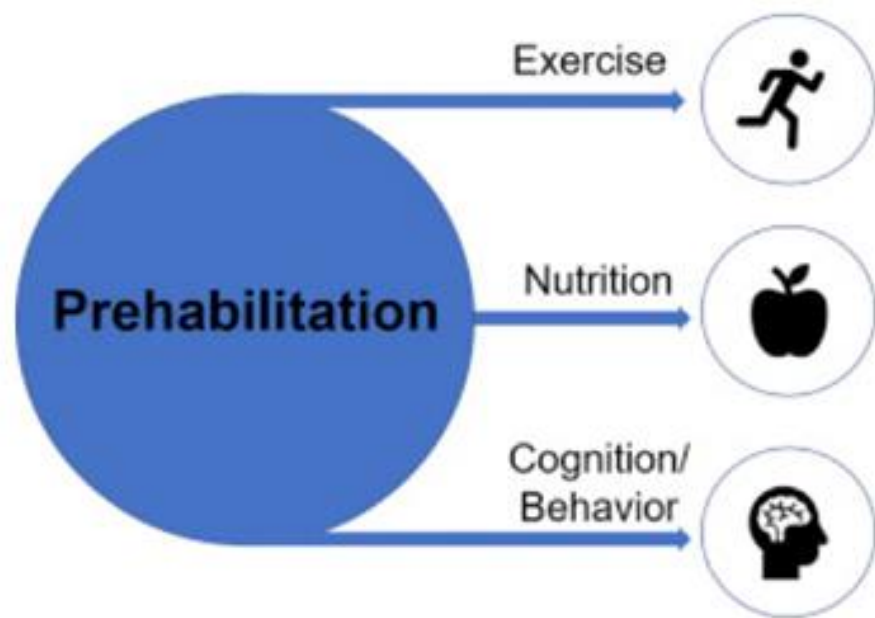 Exercise
Prehabilitation
Nutrition
Cognition/
Behavior